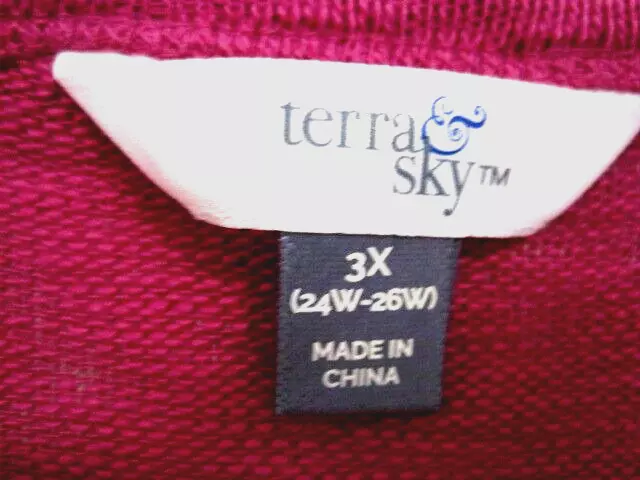 terra &
sky™
3X
(24W-26W)
MADE IN
CHINA